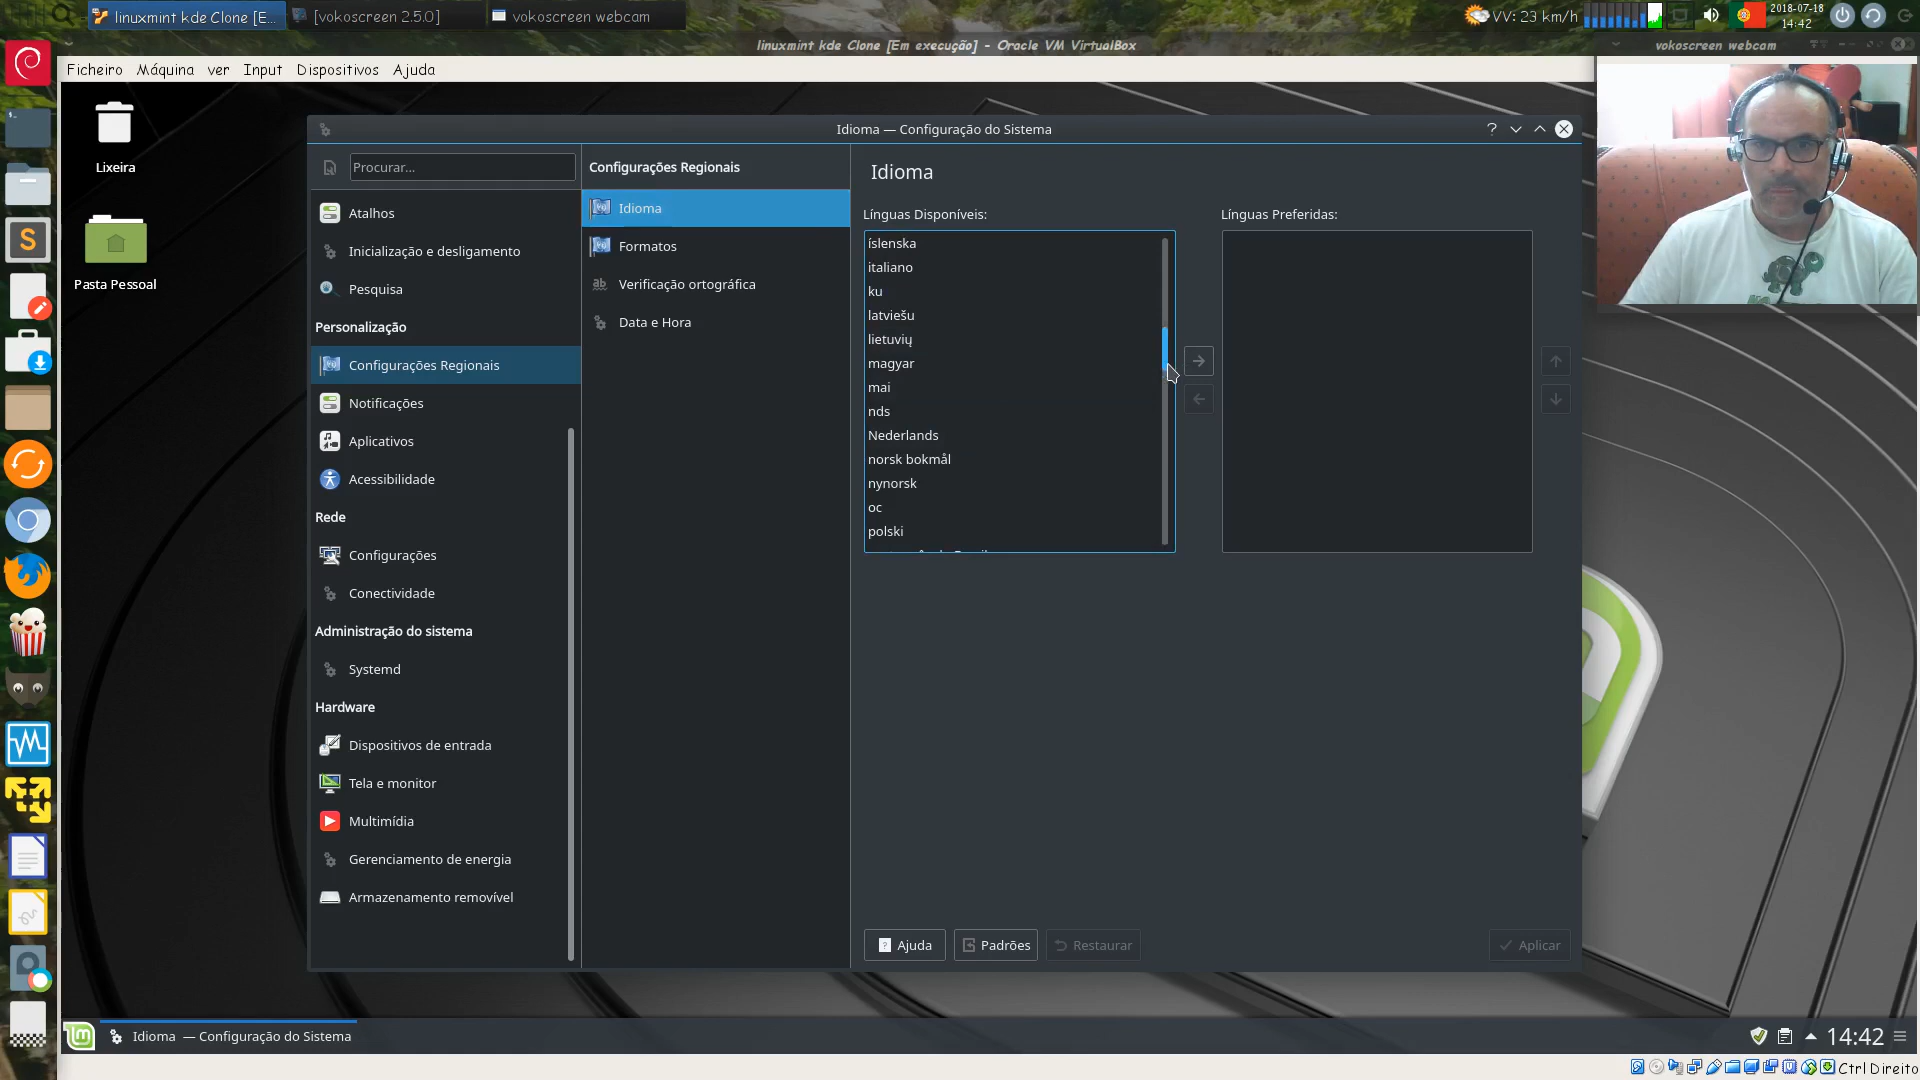 linuxmint kde Clone [E...
[vokoscreen 2.5.0]
vokoscreen webcam
VV: 23 km/h
2018-07-18
14:42
linuxmint kde Clone [Em execução] - Oracle VM VirtualBox
vokoscreen webcam
Ficheiro Máquina ver Input Dispositivos Ajuda
Lixeira
Pasta Pessoal
Idioma — Configuração do Sistema
Procurar...
Atalhos
Inicialização e desligamento
Pesquisa
Personalização
Configurações Regionais
Notificações
Aplicativos
Acessibilidade
Rede
Configurações
Conectividade
Administração do sistema
Systemd
Hardware
Dispositivos de entrada
Tela e monitor
Multimídia
Gerenciamento de energia
Armazenamento removível
Configurações Regionais
Idioma
Formatos
Verificação ortográfica
Data e Hora
Idioma
Línguas Disponíveis:
íslenska
italiano
ku
latviešu
lietuvių
magyar
mai
nds
Nederlands
norsk bokmål
nynorsk
oc
polski
Línguas Preferidas:
Ajuda
Padrões
Restaurar
Aplicar
Idioma — Configuração do Sistema
14:42
Ctrl Direito